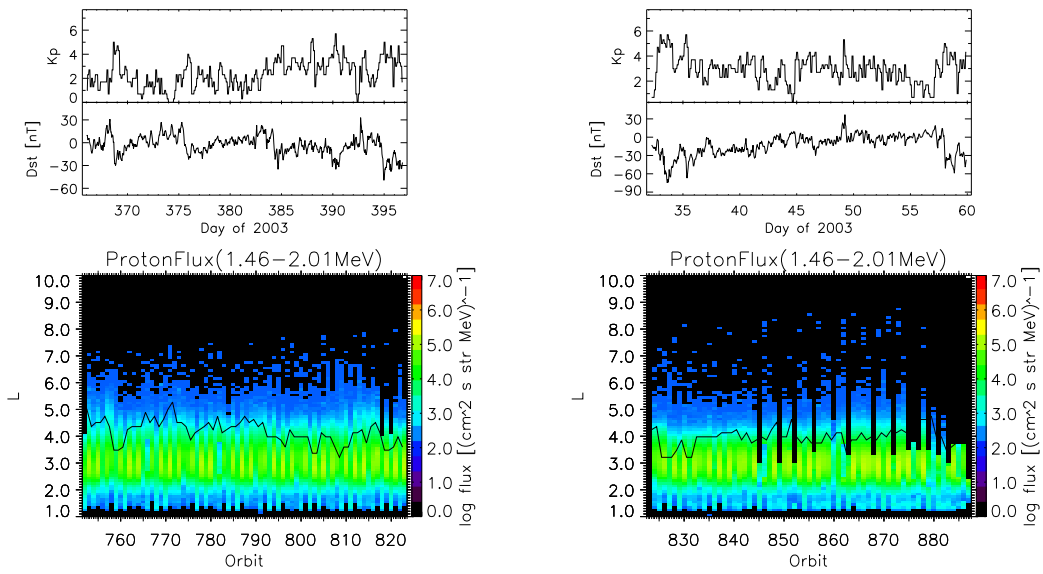 6
4
2
0
Kp
30
0
−30
−60
Dst [nT]
370 375 380 385 390 395
Day of 2003
ProtonFlux(1.46−2.01MeV)
10.0
9.0
8.0
7.0
6.0
5.0
4.0
3.0
2.0
1.0
L
760 770 780 790 800 810 820
Orbit
7.0
6.0
5.0
4.0
3.0
2.0
1.0
0.0
log flux [(cm^2 s str MeV)^−1]
6
4
2
0
Kp
30
0
−30
−60
−90
Dst [nT]
35 40 45 50 55 60
Day of 2003
ProtonFlux(1.46−2.01MeV)
10.0
9.0
8.0
7.0
6.0
5.0
4.0
3.0
2.0
1.0
L
830 840 850 860 870 880
Orbit
7.0
6.0
5.0
4.0
3.0
2.0
1.0
0.0
log flux [(cm^2 s str MeV)^−1]